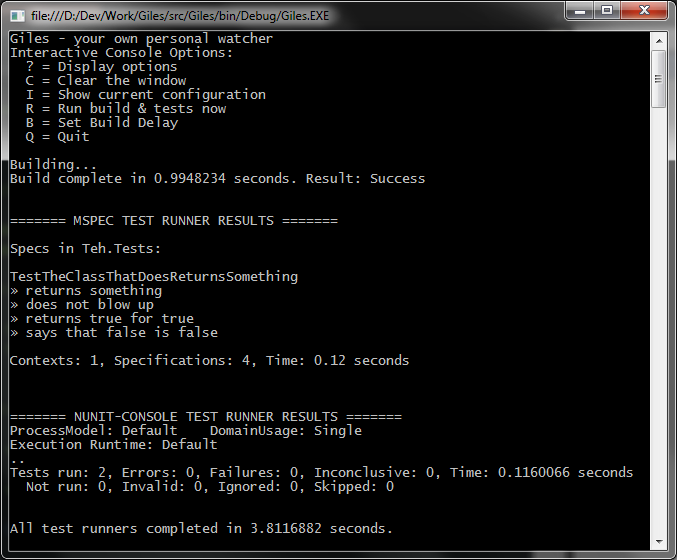 file:///D:/Dev/Work/Giles/src/Giles/bin/Debug/Giles.EXE
Giles - your own personal watcher
Interactive Console Options:
  ? = Display options
  C = Clear the window
  I = Show current configuration
  R = Run build & tests now
  B = Set Build Delay
  Q = Quit
Building...
Build complete in 0.9948234 seconds. Result: Success
======= MSPEC TEST RUNNER RESULTS =======
Specs in Teh.Tests:
TestTheClassThatDoesReturnsSomething
» returns something
» does not blow up
» returns true for true
» says that false is false
Contexts: 1, Specifications: 4, Time: 0.12 seconds
======= NUNIT-CONSOLE TEST RUNNER RESULTS =======
ProcessModel: Default    DomainUsage: Single
Execution Runtime: Default
..
Tests run: 2, Errors: 0, Failures: 0, Inconclusive: 0, Time: 0.1160066 seconds
  Not run: 0, Invalid: 0, Ignored: 0, Skipped: 0
All test runners completed in 3.8116882 seconds.